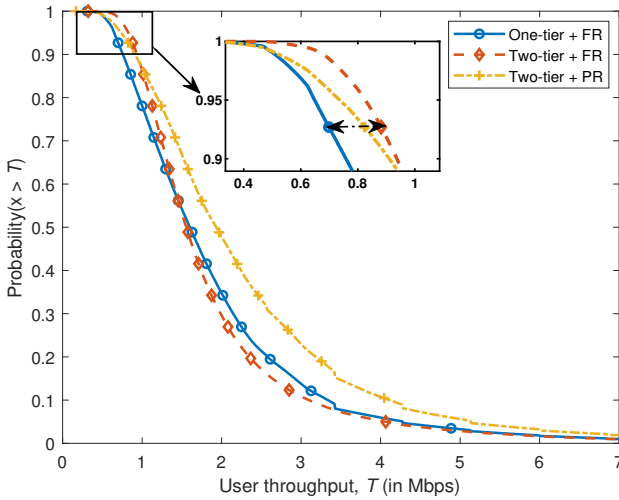 One-tier + FR
Two-tier + FR
Two-tier + PR
Probability(x > T)
1
0.9
0.8
0.7
0.6
0.5
0.4
0.3
0.2
0.1
0
1
0.95
0.9
0.4 0.6 0.8 1
0 1 2 3 4 5 6 7
User throughput, T (in Mbps)